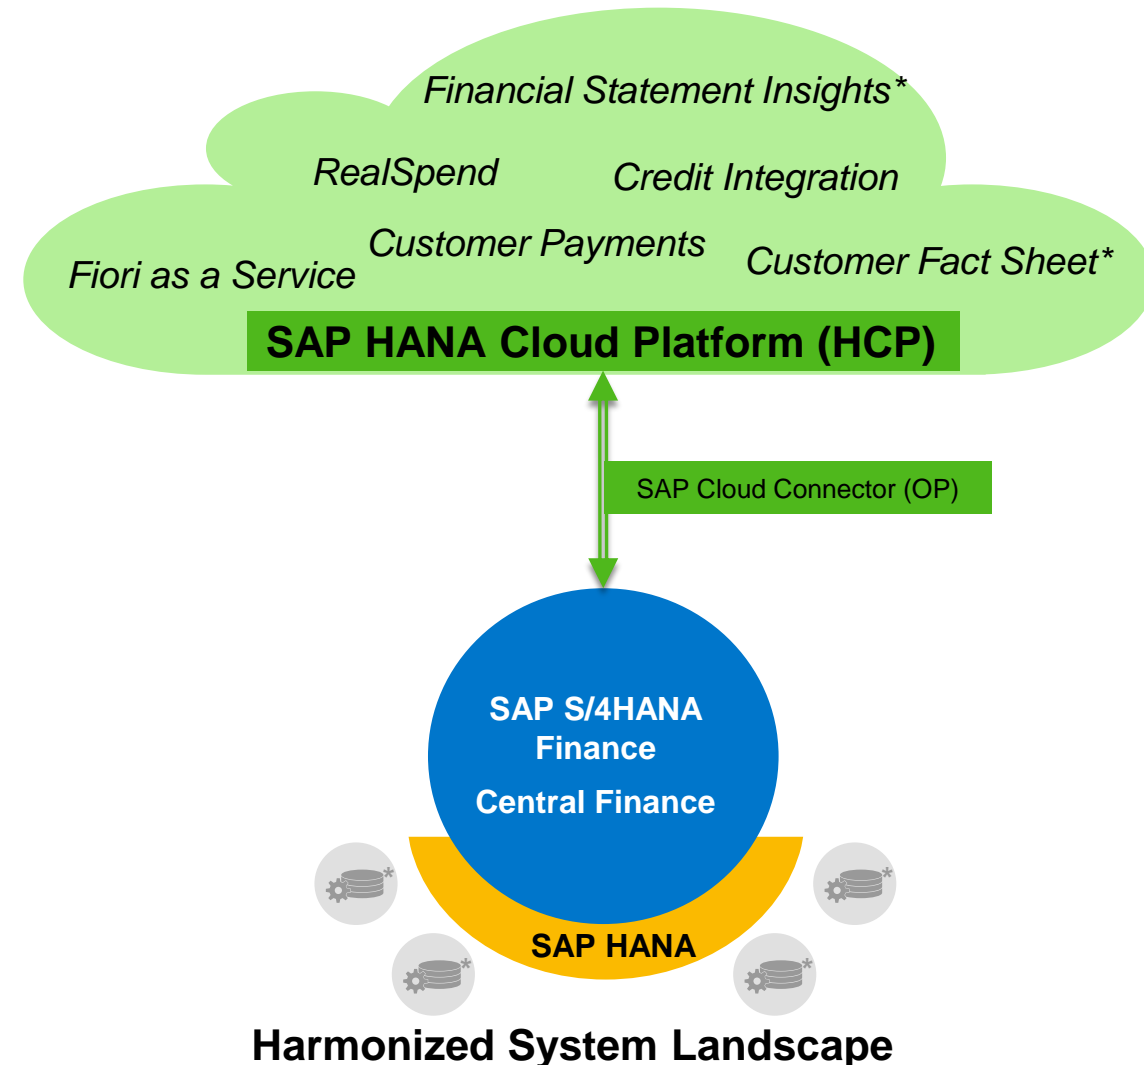 Financial Statement Insights*
RealSpend
Credit Integration
Customer Payments
Customer Fact Sheet*
Fiori as a Service
SAP HANA Cloud Platform (HCP)
SAP Cloud Connector (OP)
SAP S/4HANA
Finance
Central Finance
*
*
SAP HANA
*
*
Harmonized System Landscape